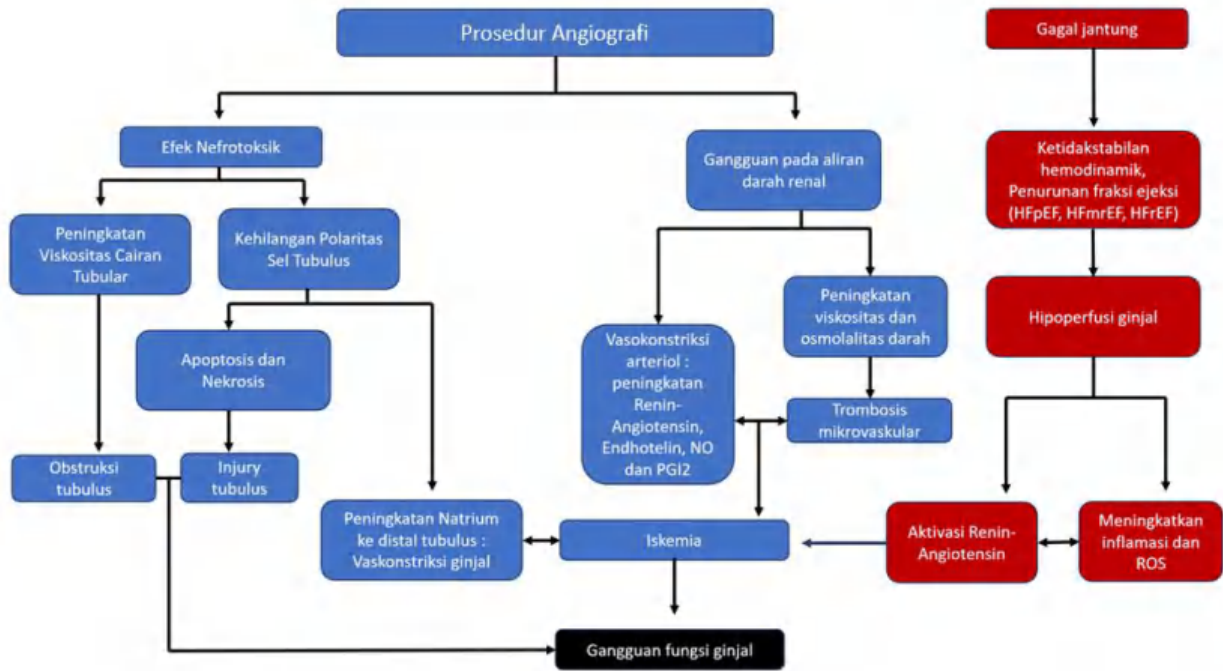 Prosedur Angiografi
Gagal jantung
Efek Nefrotoksik
Gangguan pada aliran
darah renal
Ketidakstabilan
hemodinamik,
Penurunan fraksi ejeksi
(HFpEF, HFmrEF, HFrEF)
Peningkatan
Viskositas Cairan
Tubular
Kehilangan Polaritas
Sel Tubulus
Peningkatan
viskositas dan
osmolalitas darah
Hipoperfusi ginjal
Apoptosis dan
Nekrosis
Vasokonstriksi
arteriol :
peningkatan
Renin-
Angiotensin,
Endhotelin, NO
dan PGI2
Trombosis
mikrovaskular
Obstruksi
tubulus
Injury
tubulus
Peningkatan Natrium
ke distal tubulus :
Vaskonstriksi ginjal
Iskemia
Aktivasi Renin-
Angiotensin
Meningkatkan
inflamasi dan
ROS
Gangguan fungsi ginjal